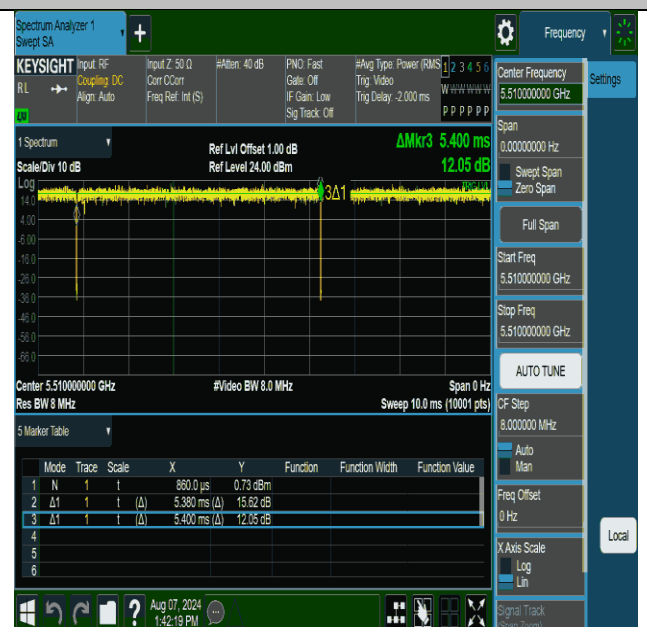 Spectrum Analyzer 1
Swept SA
+
Frequency
KEYSIGHT
RL
Input: RF
Coupling: DC
Align: Auto
Input Z: 50 Ω
Corr CCorr
Freq Ref: Int (S)
#Atten: 40 dB
PNO: Fast
Gate: Off
IF Gain: Low
Sig Track: Off
#Avg Type: Power (RMS
Trig: Video
Trig Delay: -2.000 ms
1 2 3 4 5 6
W W W W W W
P P P P P P
1 Spectrum
Scale/Div 10 dB
Log
Ref Lvl Offset 1.00 dB
Ref Level 24.00 dBm
ΔMkr3 5.400 ms
12.05 dB
3Δ1
14.0
4.00
-6.00
-16.0
-26.0
-36.0
-46.0
-56.0
-66.0
Center 5.510000000 GHz
#Video BW 8.0 MHz
Span 0 Hz
Res BW 8 MHz
Sweep 10.0 ms (10001 pts)
5 Marker Table
Mode Trace Scale X Y Function Function Width Function Value
1 N 1 t 860.0 µs 0.73 dBm
2 Δ1 1 t (Δ) 5.380 ms (Δ) 15.62 dB
3 Δ1 1 t (Δ) 5.400 ms (Δ) 12.05 dB
4
5
6
Aug 07, 2024
1:42:19 PM
?
Center Frequency
5.510000000 GHz
Settings
Span
0.00000000 Hz
Swept Span
Zero Span
Full Span
Start Freq
5.510000000 GHz
Stop Freq
5.510000000 GHz
AUTO TUNE
CF Step
8.000000 MHz
Auto
Man
Freq Offset
0 Hz
X Axis Scale
Log
Lin
Local
Signal Track
(Span Zoom)